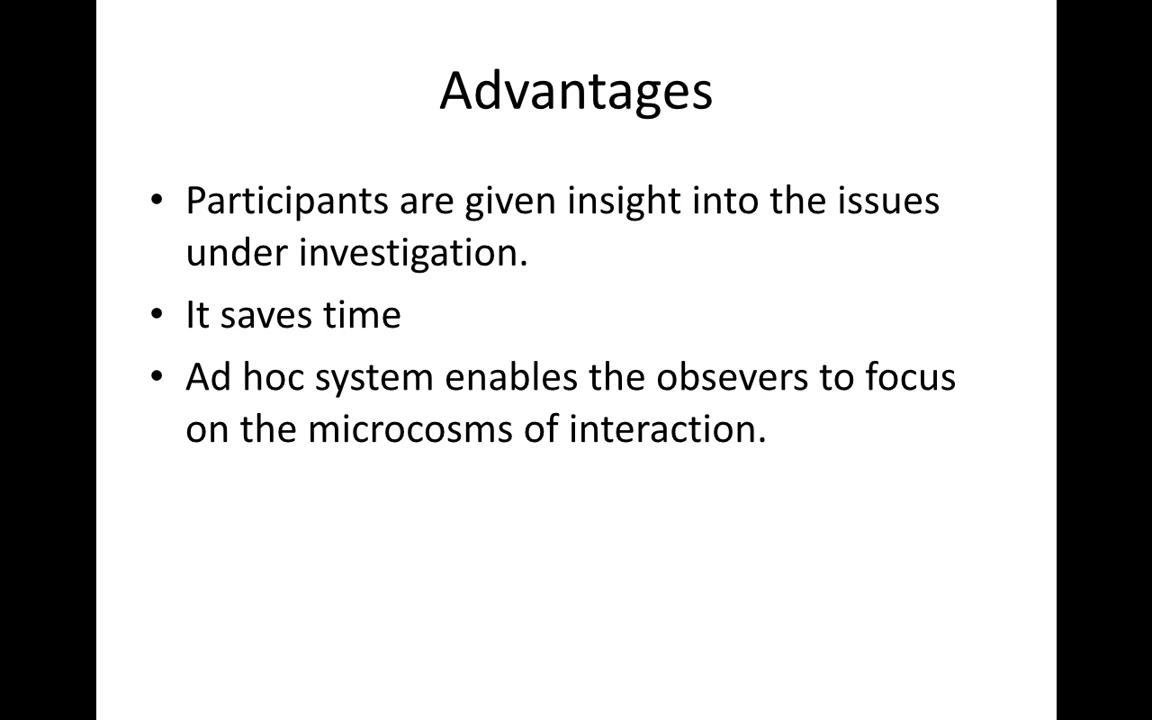 Advantages
• Participants are given insight into the issues
under investigation.
• It saves time
• Ad hoc system enables the obsevers to focus
on the microcosms of interaction.